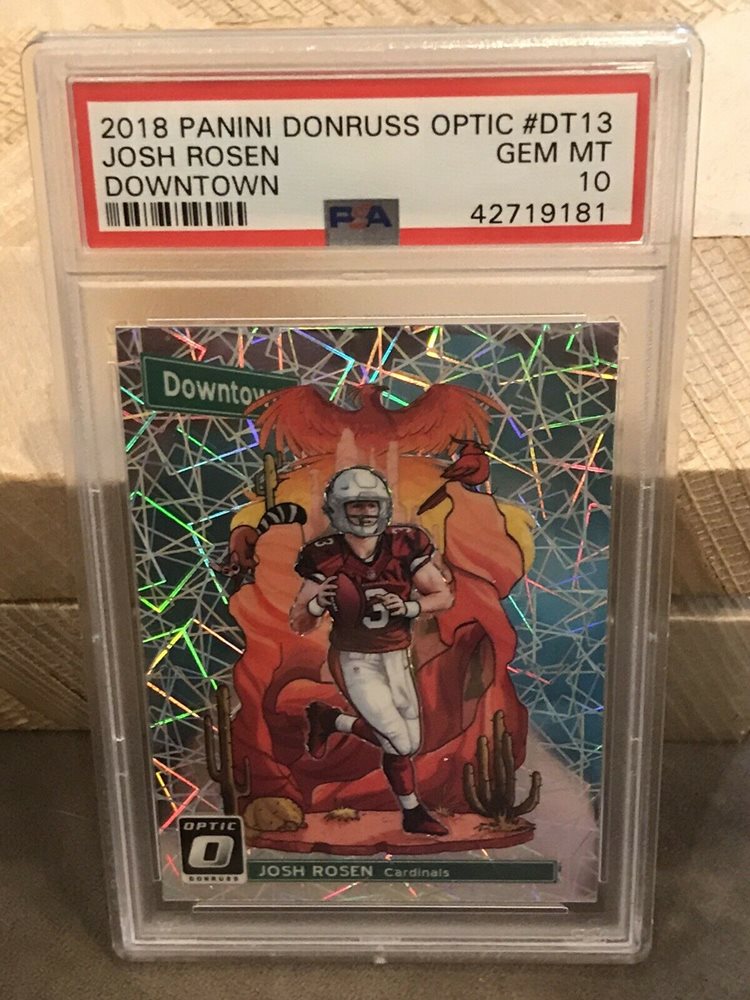 2018 PANINI DONRUSS OPTIC #DT13
JOSH ROSEN GEM MT
DOWNTOWN 10
PSA 42719181
Downtown
3
3
OPTIC
O
DONRUSS
JOSH ROSEN Cardinals